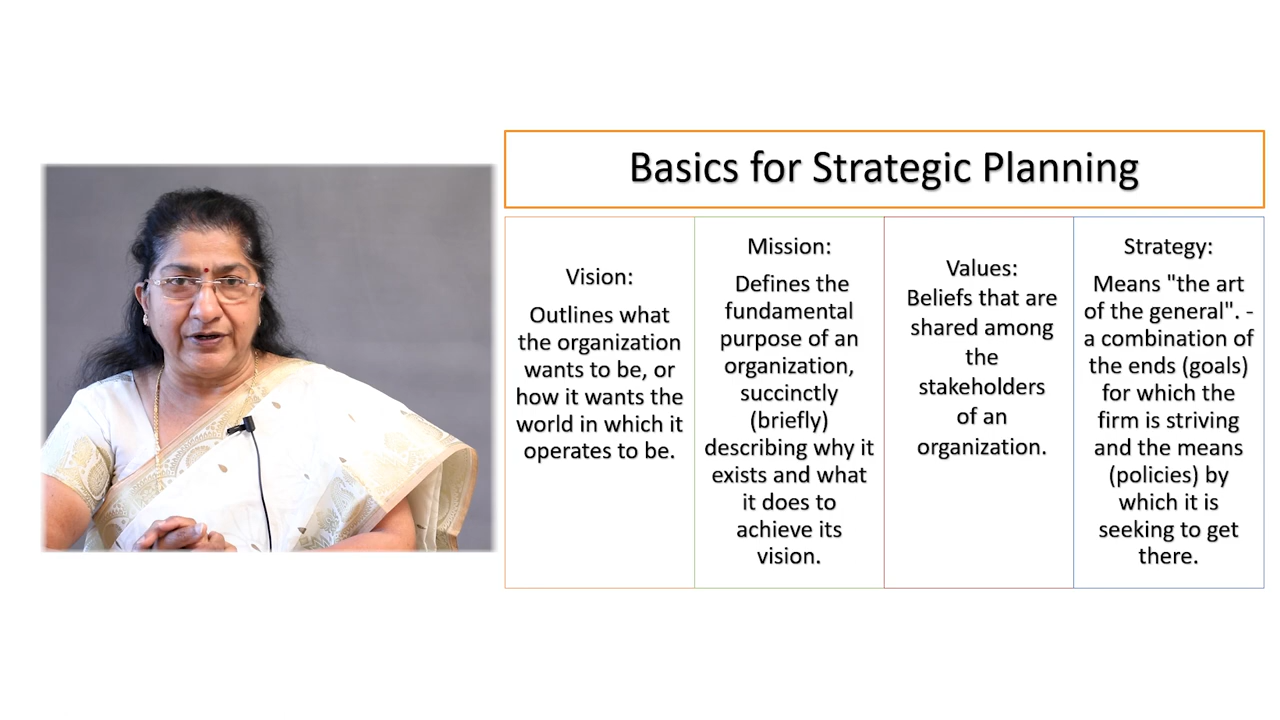 Basics for Strategic Planning
Vision:
Outlines what
the organization
wants to be, or
how it wants the
world in which it
operates to be.
Mission:
Defines the
fundamental
purpose of an
organization,
succinctly
(briefly)
describing why it
exists and what
it does to
achieve its
vision.
Values:
Beliefs that are
shared among
the
stakeholders
of an
organization.
Strategy:
Means "the art
of the general". -
a combination of
the ends (goals)
for which the
firm is striving
and the means
(policies) by
which it is
seeking to get
there.